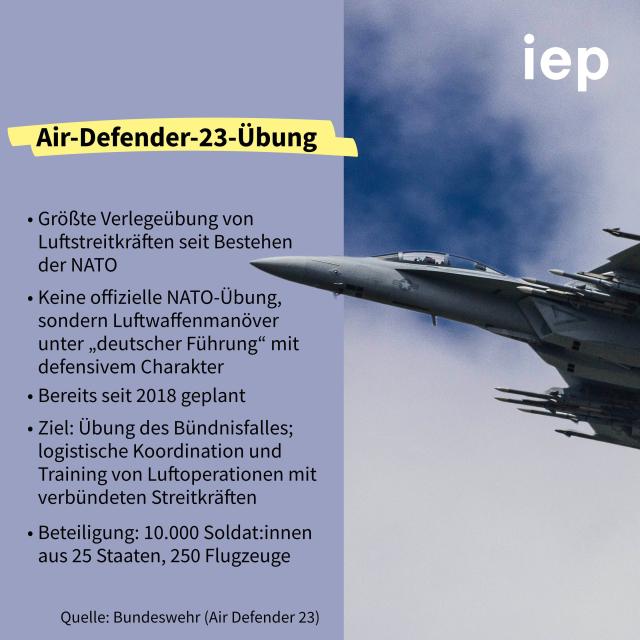 iep
Air-Defender-23-Übung
• Größte Verlegeübung von
Luftstreitkräften seit Bestehen
der NATO
• Keine offizielle NATO-Übung,
sondern Luftwaffenmanöver
unter „deutscher Führung“ mit
defensivem Charakter
• Bereits seit 2018 geplant
• Ziel: Übung des Bündnisfalles;
logistische Koordination und
Training von Luftoperationen mit
verbündeten Streitkräften
• Beteiligung: 10.000 Soldat:innen
aus 25 Staaten, 250 Flugzeuge
Quelle: Bundeswehr (Air Defender 23)